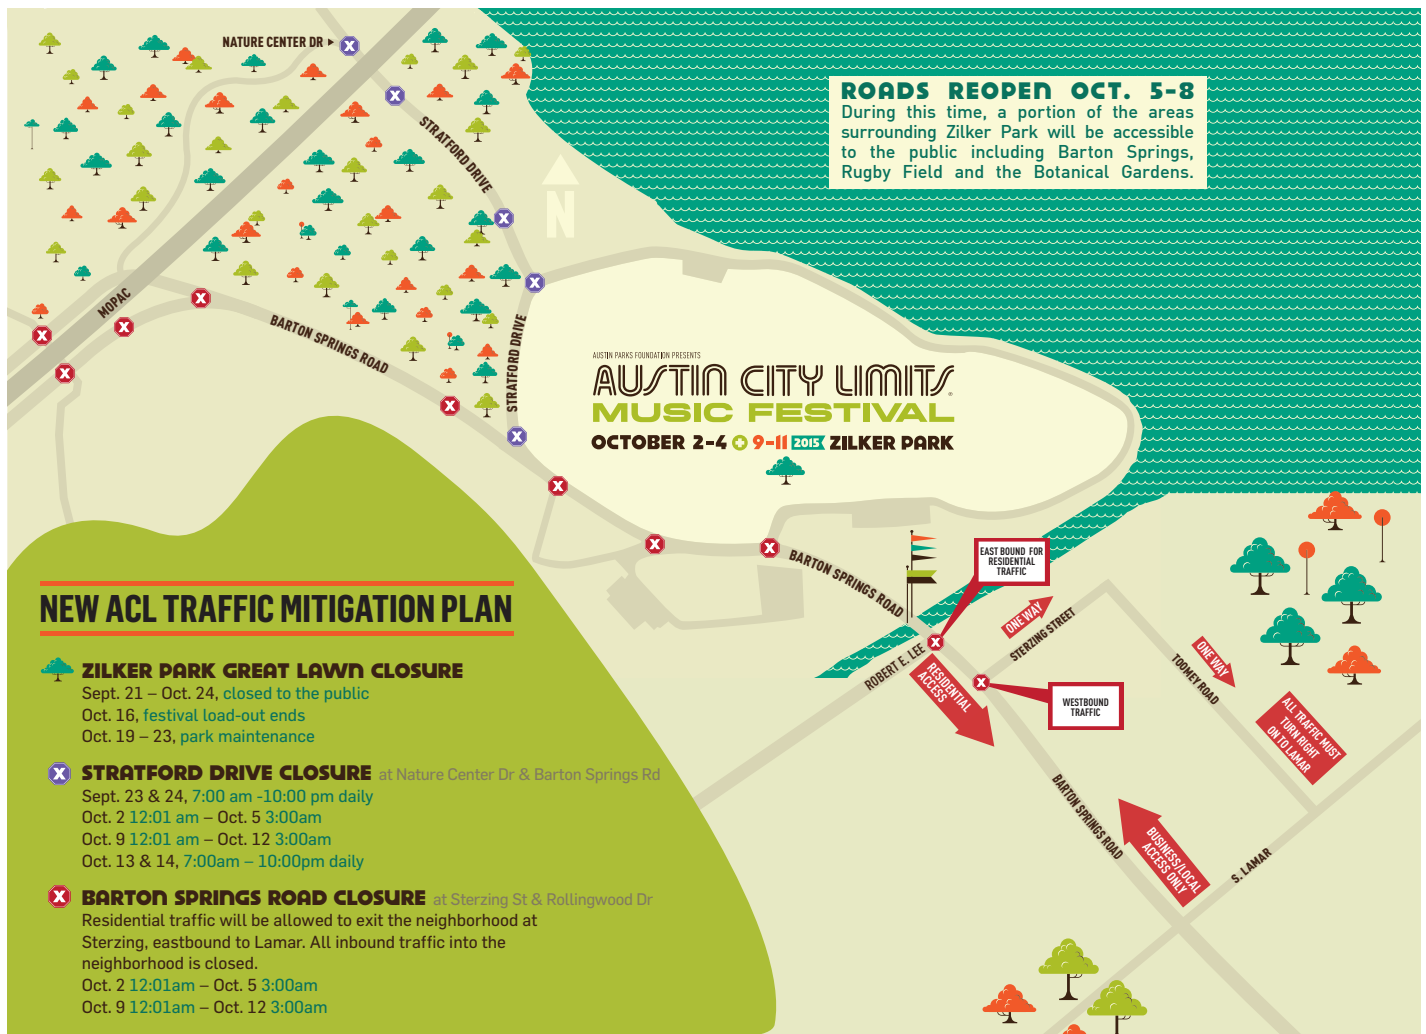 NATURE CENTER DR
ROADS REOPEN OCT. 5-8
During this time, a portion of the areas
surrounding Zilker Park will be accessible
to the public including Barton Springs,
Rugby Field and the Botanical Gardens.
STRATFORD DRIVE
N
MOPAC
BARTON SPRINGS ROAD
STRATFORD DRIVE
AUSTIN PARKS FOUNDATION PRESENTS
AUSTIN CITY LIMITS®
MUSIC FESTIVAL
OCTOBER 2-4 + 9-11 2015 ZILKER PARK
BARTON SPRINGS ROAD
EAST BOUND FOR
RESIDENTIAL
TRAFFIC
ONE WAY
STERZING STREET
ROBERT E. LEE
RESIDENTIAL
ACCESS
WESTBOUND
TRAFFIC
ONE WAY
TOOMEY ROAD
ALL TRAFFIC MUST
TURN RIGHT
ON TO LAMAR
BARTON SPRINGS ROAD
BUSINESS/LOCAL
ACCESS ONLY
S. LAMAR
NEW ACL TRAFFIC MITIGATION PLAN
ZILKER PARK GREAT LAWN CLOSURE
Sept. 21 – Oct. 24, closed to the public
Oct. 16, festival load-out ends
Oct. 19 – 23, park maintenance
X STRATFORD DRIVE CLOSURE at Nature Center Dr & Barton Springs Rd
Sept. 23 & 24, 7:00 am -10:00 pm daily
Oct. 2 12:01 am – Oct. 5 3:00am
Oct. 9 12:01 am – Oct. 12 3:00am
Oct. 13 & 14, 7:00am – 10:00pm daily
X BARTON SPRINGS ROAD CLOSURE at Sterzing St & Rollingwood Dr
Residential traffic will be allowed to exit the neighborhood at
Sterzing, eastbound to Lamar. All inbound traffic into the
neighborhood is closed.
Oct. 2 12:01am – Oct. 5 3:00am
Oct. 9 12:01am – Oct. 12 3:00am